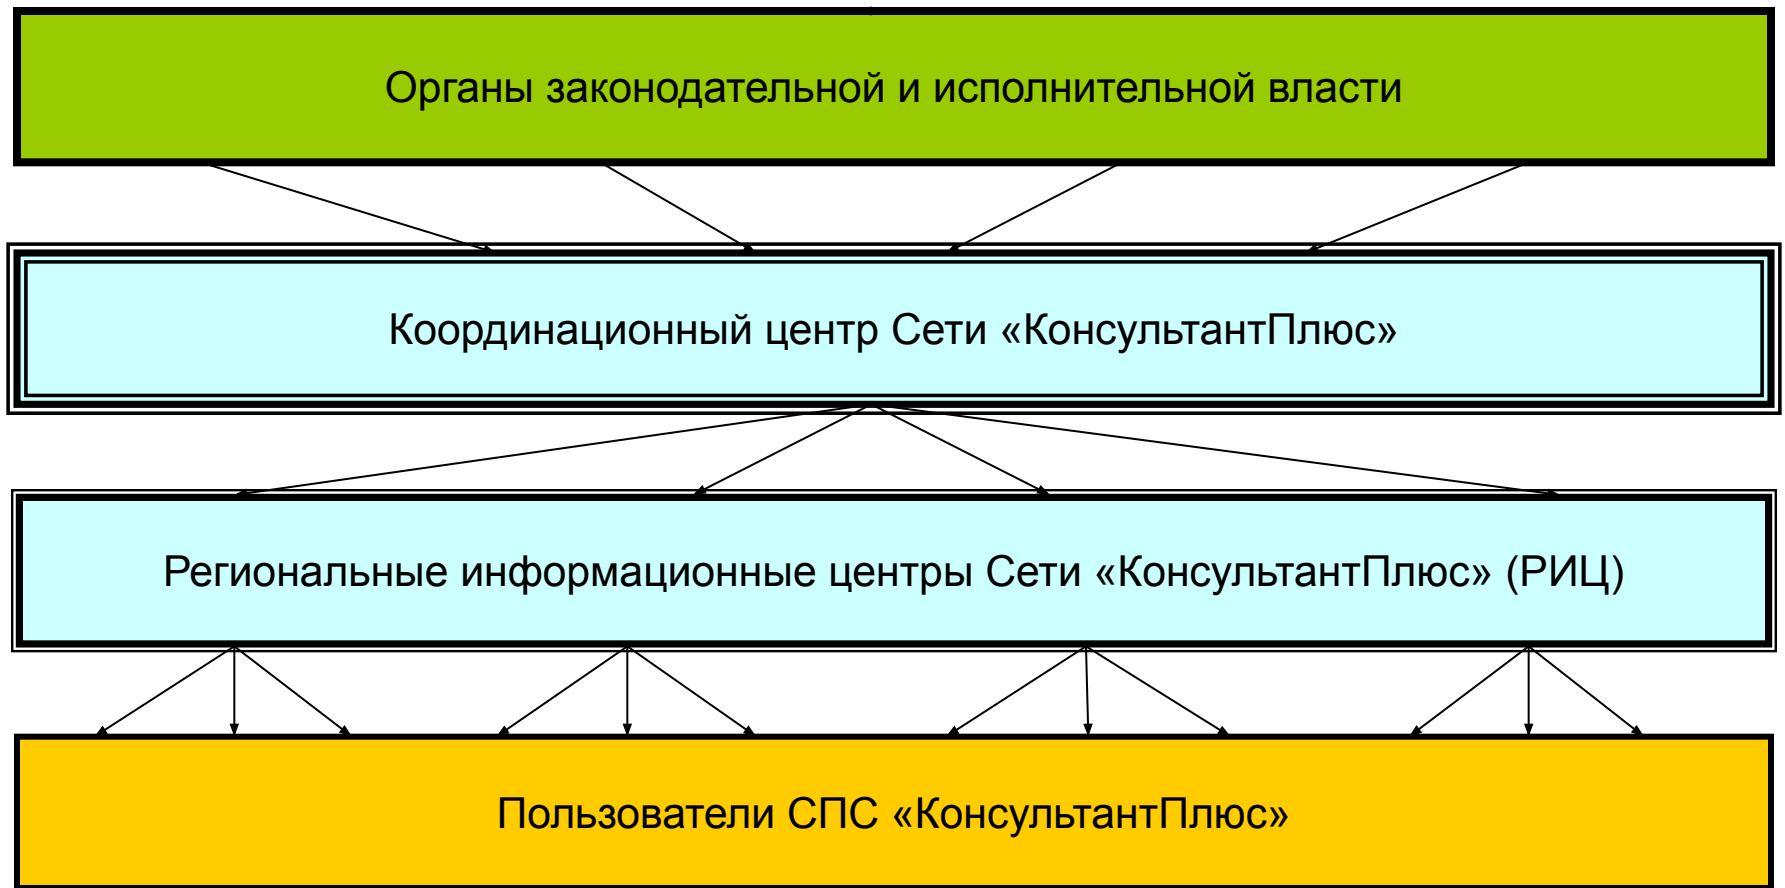 Органы законодательной и исполнительной власти
Координационный центр Сети «КонсультантПлюс»
Региональные информационные центры Сети «КонсультантПлюс» (РИЦ)
Пользователи СПС «КонсультантПлюс»